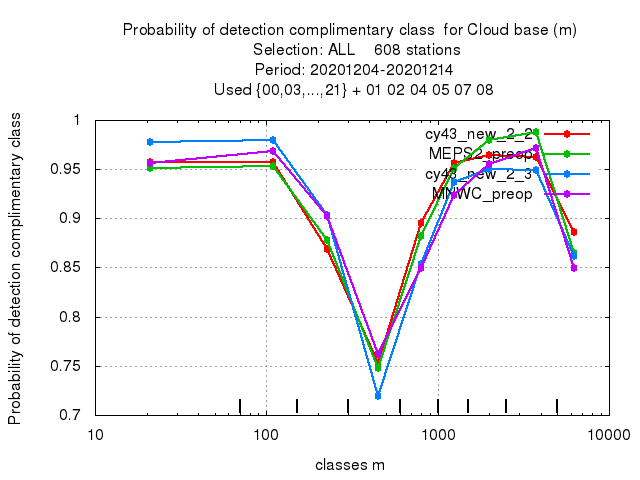 Probability of detection complimentary class  for Cloud base (m)
Selection: ALL    608 stations
Period: 20201204-20201214
Used {00,03,...,21} + 01 02 04 05 07 08
Probability of detection complimentary class
1
0.95
0.9
0.85
0.8
0.75
0.7
cy43_new_2_2
MEPS2_preop
cy43_new_2_3
MNWC_preop
10
100
1000
10000
classes m